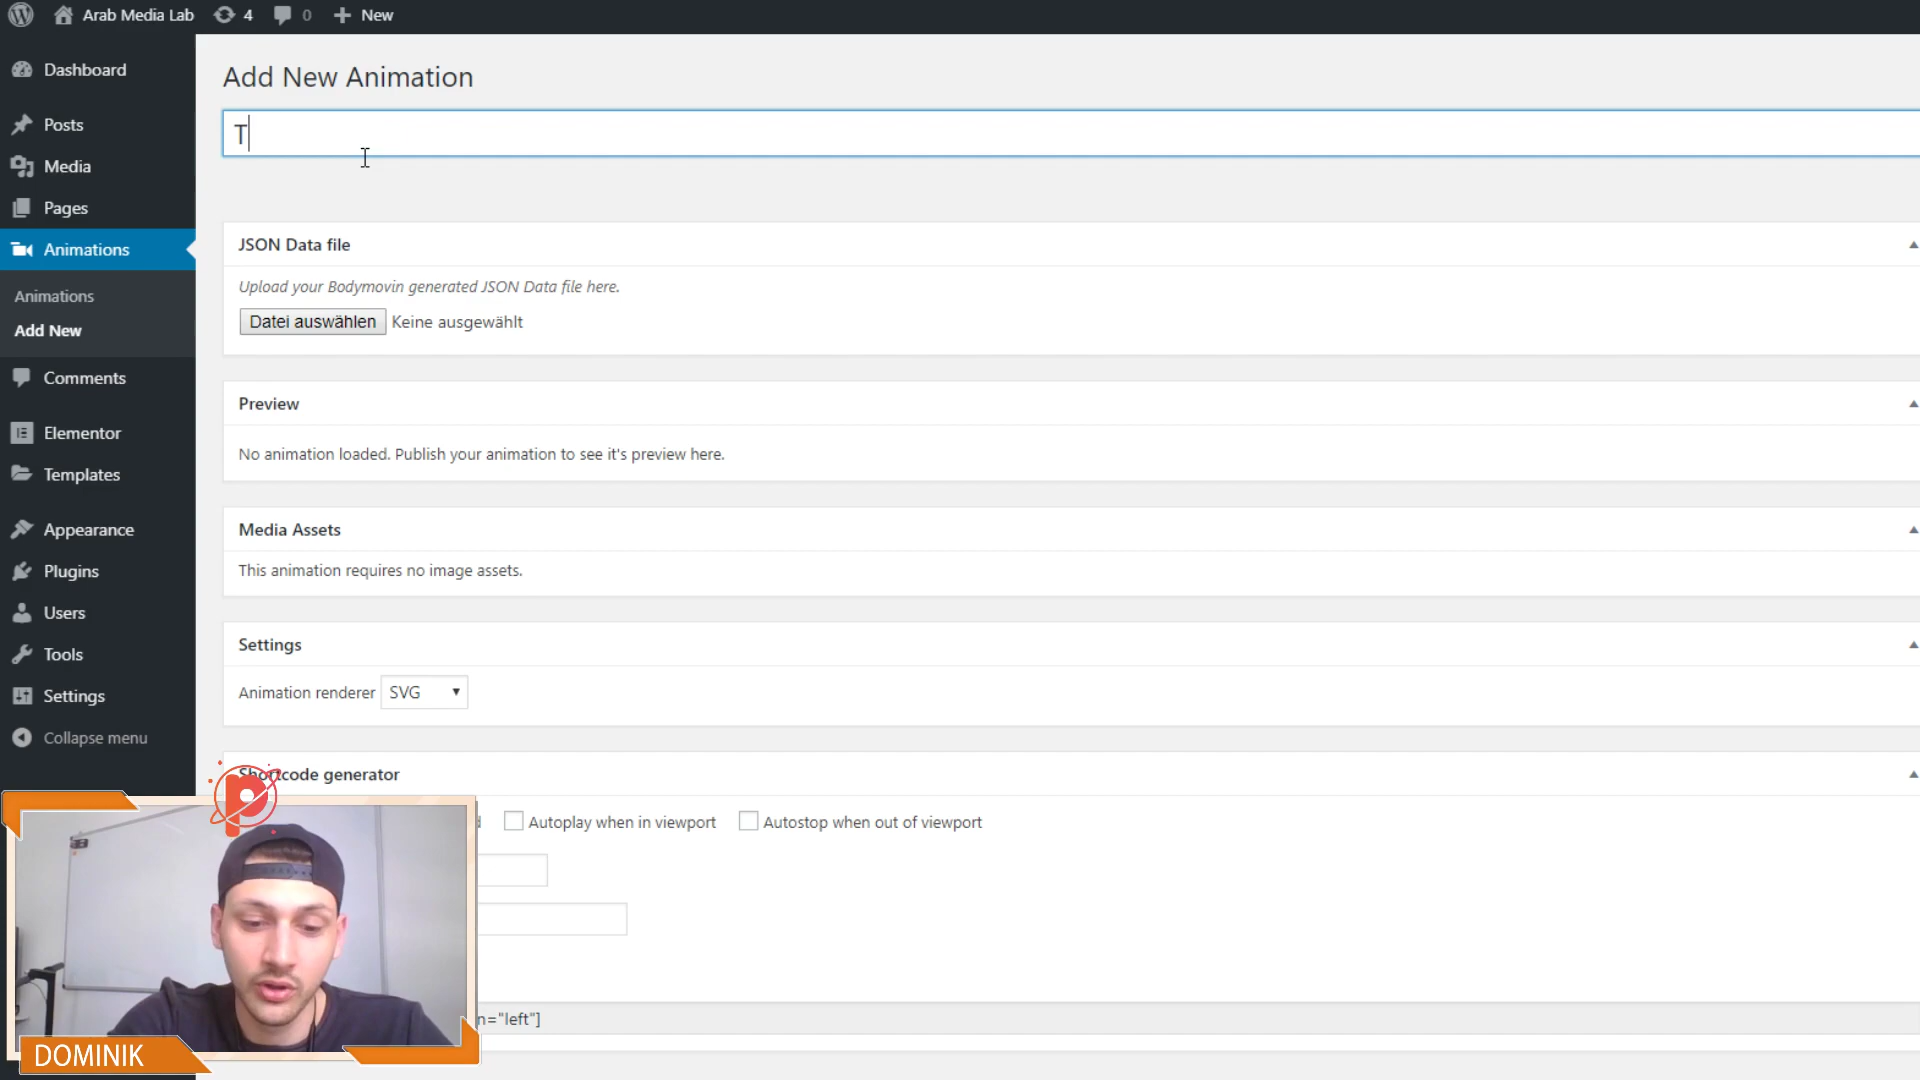 Arab Media Lab 4 0 New
Dashboard
Posts
Media
Pages
Animations
Animations
Add New
Comments
Elementor
Templates
Appearance
Plugins
Users
Tools
Settings
Collapse menu
Add New Animation
T
JSON Data file
Upload your Bodymovin generated JSON Data file here.
Datei auswählen Keine ausgewählt
Preview
No animation loaded. Publish your animation to see it's preview here.
Media Assets
This animation requires no image assets.
Settings
Animation renderer SVG
Shortcode generator
Autoplay when in viewport Autostop when out of viewport
n="left"]
DOMINIK